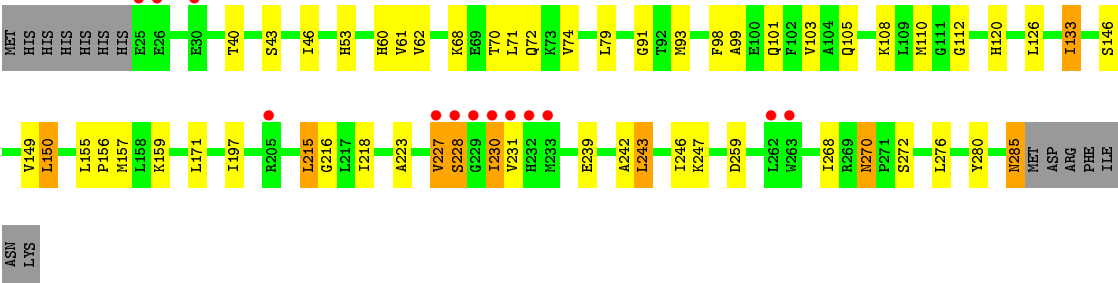 MET HIS HIS HIS HIS HIS HIS E25 E26 E30 T40 S43 I46 H53 H60 V61 V62 K68 E69 T70 L71 Q72 K73 V74 L79 G91 T92 M93 F98 A99 E100 Q101 F102 V103 A104 Q105 K108 L109 M110 G111 G112 H120 L126 I133 S146
V149 L150 L155 P156 M157 L158 K159 L171 I197 R205 L215 G216 L217 I218 A223 V227 S228 G229 I230 V231 H232 M233 E239 A242 L243 I246 K247 D259 L262 W263 I268 R269 N270 P271 S272 L276 Y280 N285 MET ASP ARG PHE ILE
ASN LYS